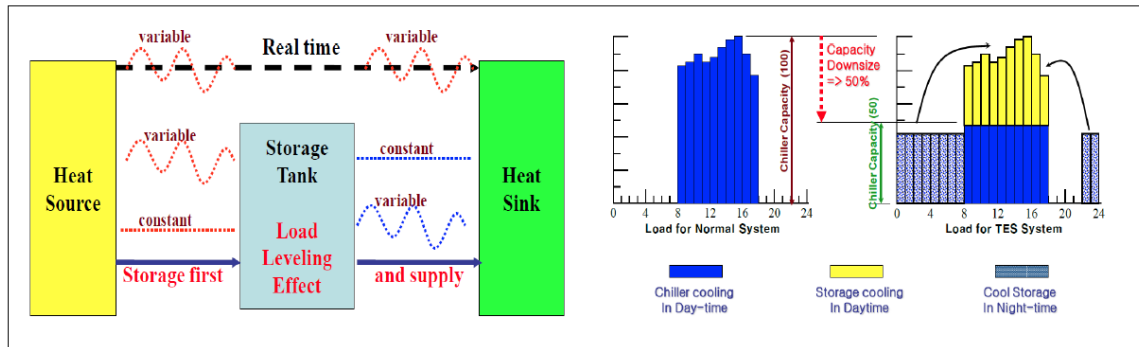 variable
Real time
variable
Heat
Source
variable
constant
Storage first
Storage
Tank
Load
Leveling
Effect
constant
variable
and supply
Heat
Sink
Chiller Capacity (100)
Capacity
Downsize
=> 50%
Chiller Capacity (50)
0 4 8 12 16 20 24
Load for Normal System
0 4 8 12 16 20 24
Load for TES System
Chiller cooling
In Day-time
Storage cooling
In Daytime
Cool Storage
In Night-time